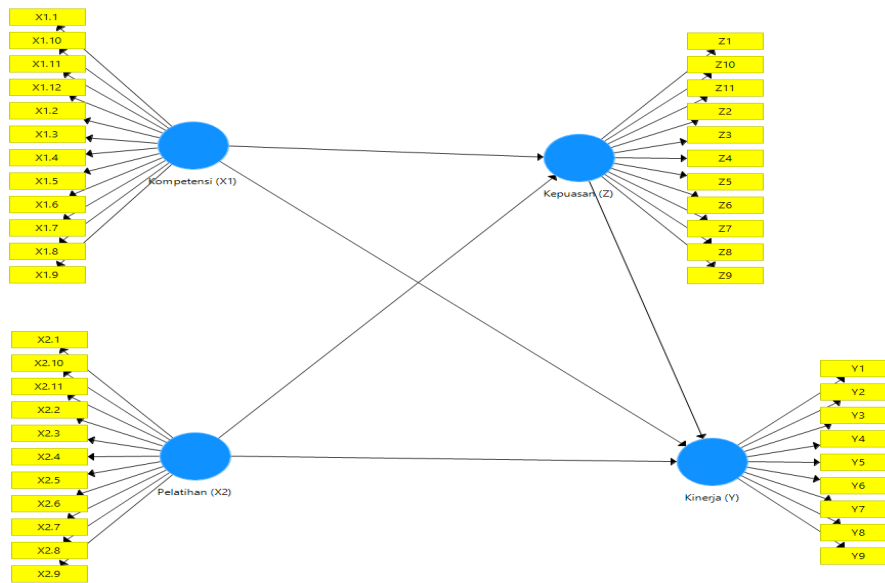 X1.1
X1.10
X1.11
X1.12
X1.2
X1.3
X1.4
X1.5
X1.6
X1.7
X1.8
X1.9
Kompetensi (X1)
Z1
Z10
Z11
Z2
Z3
Z4
Z5
Z6
Z7
Z8
Z9
Kepuasan (Z)
X2.1
X2.10
X2.11
X2.2
X2.3
X2.4
X2.5
X2.6
X2.7
X2.8
X2.9
Pelatihan (X2)
Y1
Y2
Y3
Y4
Y5
Y6
Y7
Y8
Y9
Kinerja (Y)